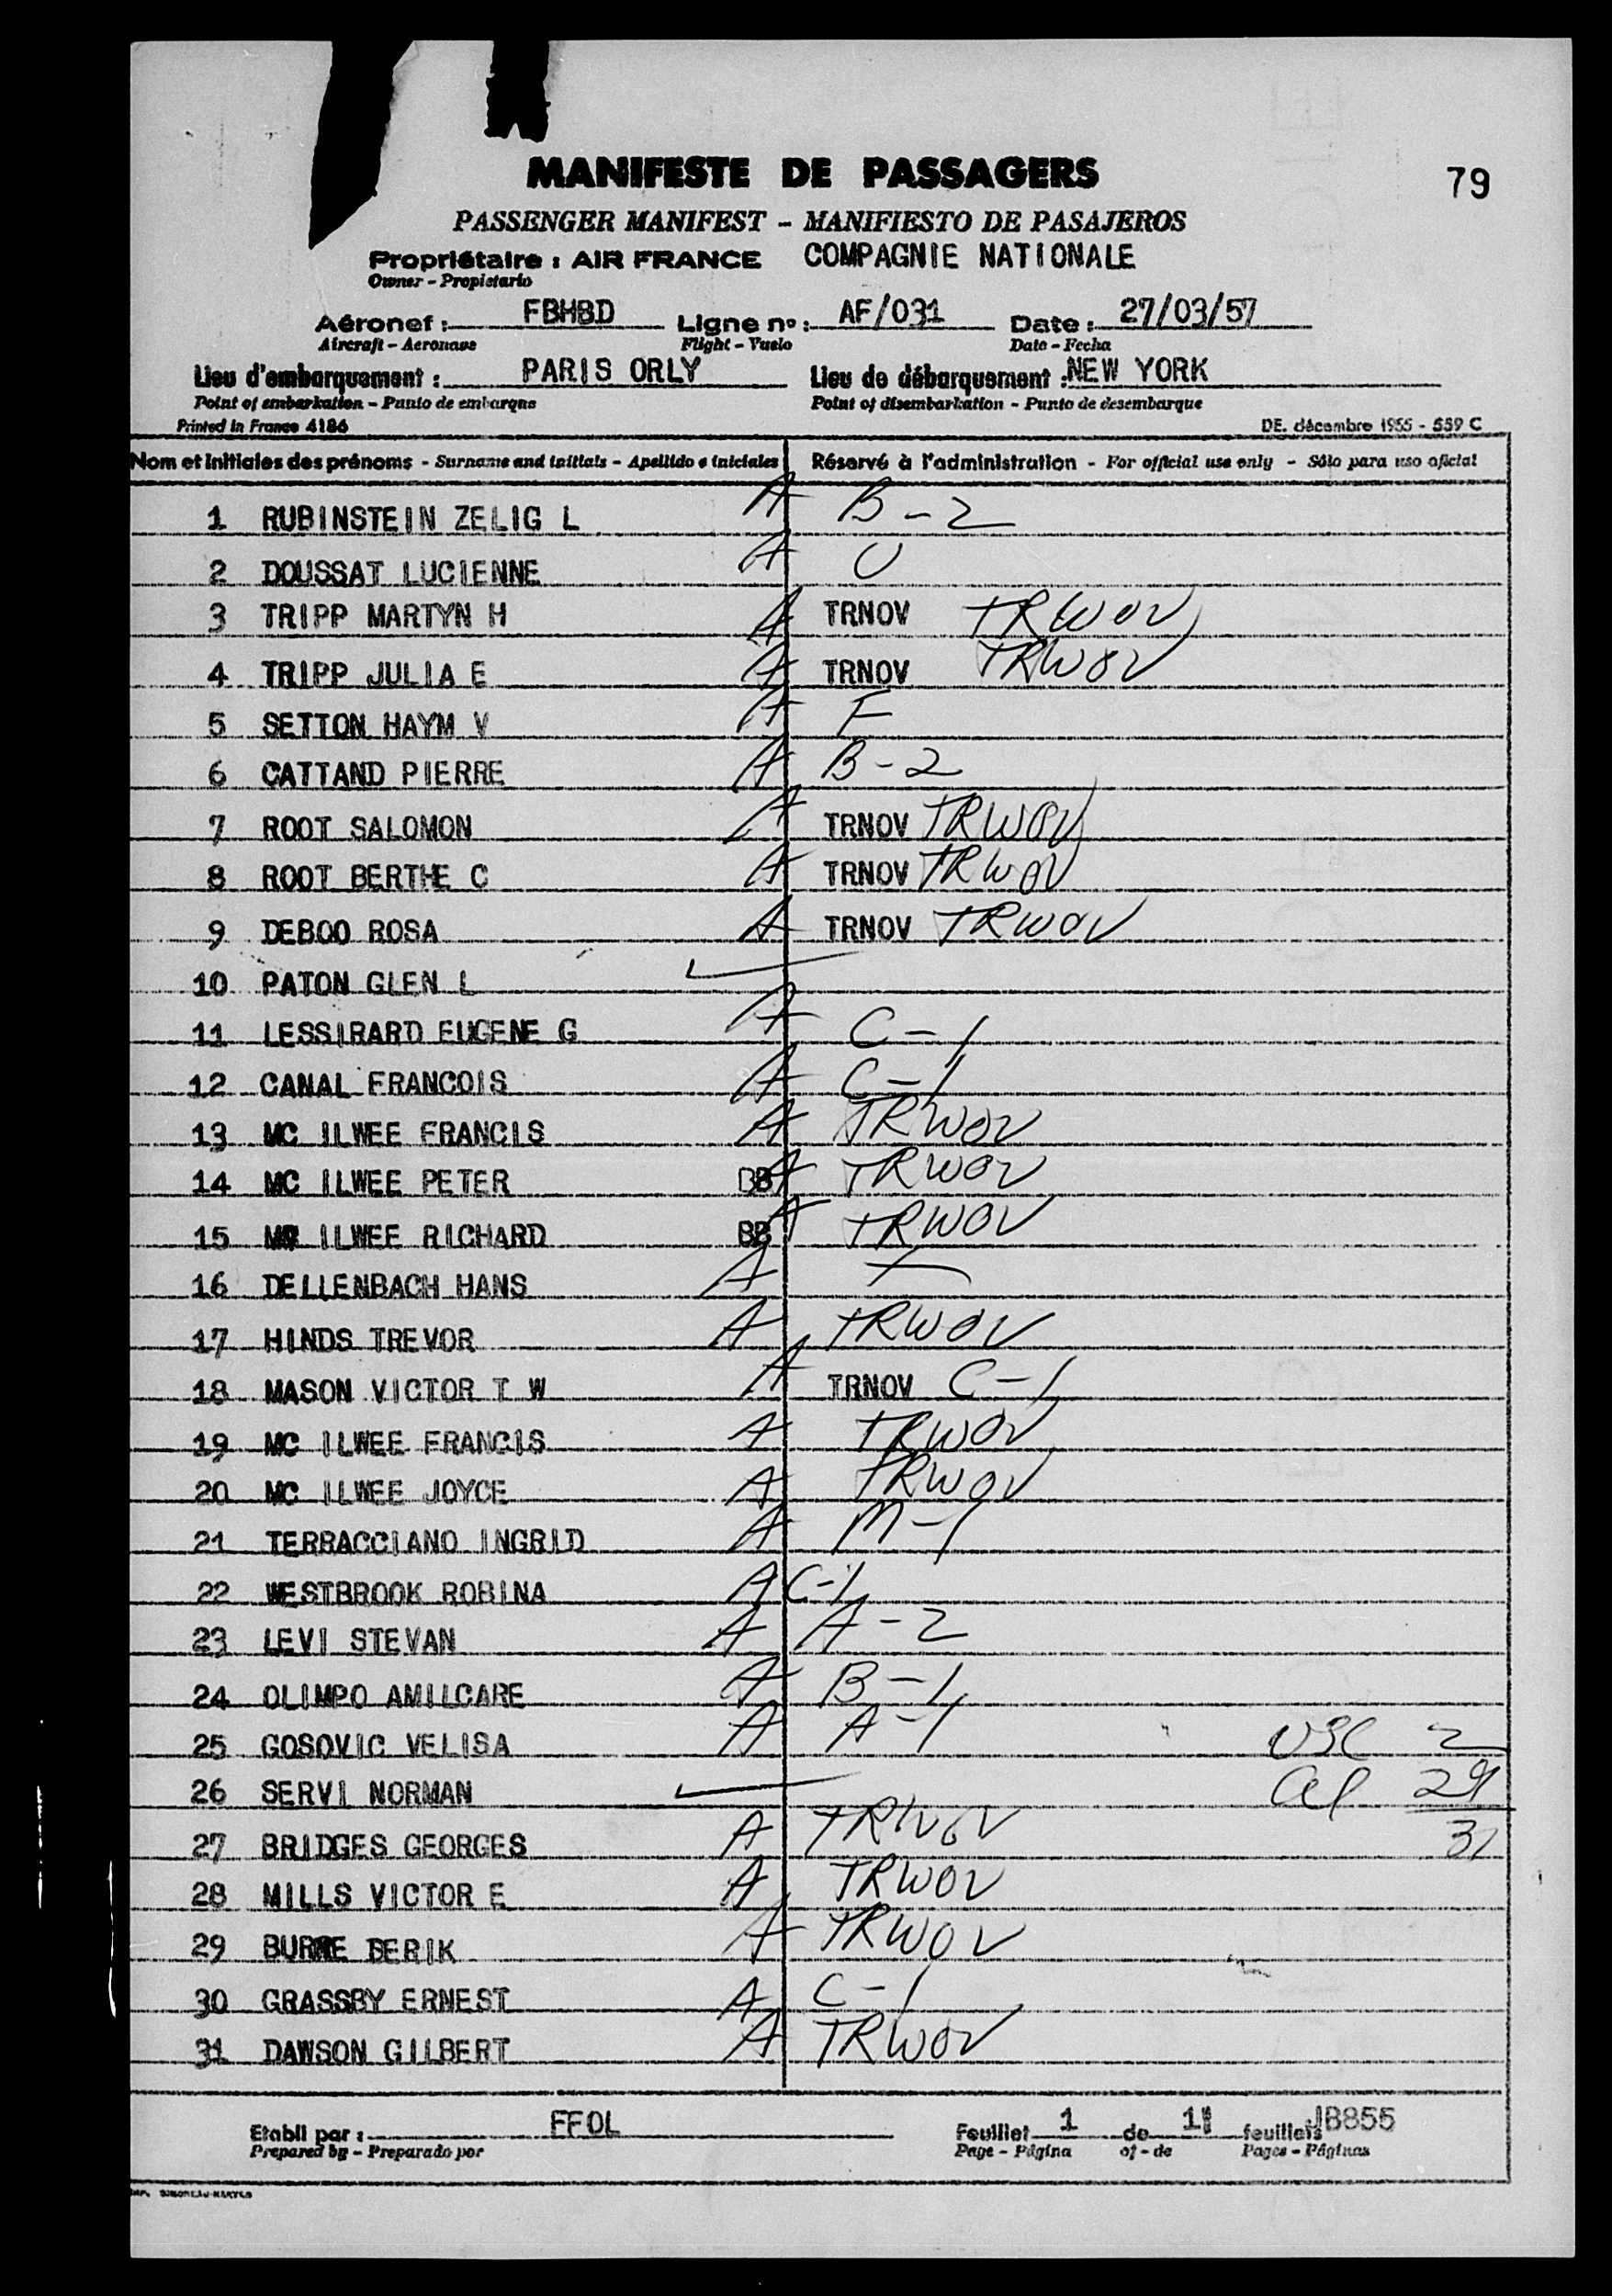 MANIFESTE DE PASSAGERS
79
PASSENGER MANIFEST - MANIFIESTO DE PASAJEROS
Propriétaire : AIR FRANCE COMPAGNIE NATIONALE
Owner - Propietario
Aéronef : FBHBD Ligne nº : AF/031 Date : 27/03/57
Aircraft - Aeronave Flight - Vuelo Date - Fecha
Lieu d'embarquement : PARIS ORLY Lieu de débarquement : NEW YORK
Point of embarkation - Punto de embarque Point of disembarkation - Punto de desembarque
Printed in France 4186 DE. décembre 1955 - 559 C
Nom et initiales des prénoms - Surname and initials - Apellido e iniciales Réservé à l'administration - For official use only - Sólo para uso oficial
1 RUBINSTEIN ZELIG L A B-2
2 DOUSSAT LUCIENNE A U
3 TRIPP MARTYN H A TRNOV TRWOV
4 TRIPP JULIA E A TRNOV TRWOV
5 SETTON HAYM V A F
6 CATTAND PIERRE A B-2
7 ROOT SALOMON A TRNOV TRWOV
8 ROOT BERTHE C A TRNOV TRWOV
9 DEBOO ROSA A TRNOV TRWOV
10 PATON GLEN L
11 LESSIRARD EUGENE G A C-1
12 CANAL FRANCOIS A C-1
13 MC ILWEE FRANCIS A TRWOV
14 MC ILWEE PETER BB A TRWOV
15 MC ILWEE RICHARD BB A TRWOV
16 DELLENBACH HANS A
17 HINDS TREVOR A TRWOV
18 MASON VICTOR T W A TRNOV C-1
19 MC ILWEE FRANCIS A TRWOV
20 MC ILWEE JOYCE A TRWOV
21 TERRACCIANO INGRID A M-1
22 WESTBROOK ROBINA A C-1
23 LEVI STEVAN A A-2
24 OLIMPO AMILCARE A B-1
25 GOSOVIC VELISA A A-1 USC 2
26 SERVI NORMAN al 29
27 BRIDGES GEORGES A TRWOV 31
28 MILLS VICTOR E A TRWOV
29 DERIK A TRWOV
30 GRASSBY ERNEST A C-1
31 DAWSON GILBERT A TRWOV
Etabli par : FFOL Feuillet 1 de feuillets JB855
Prepared by - Preparado por Page - Página of - de Pages - Páginas